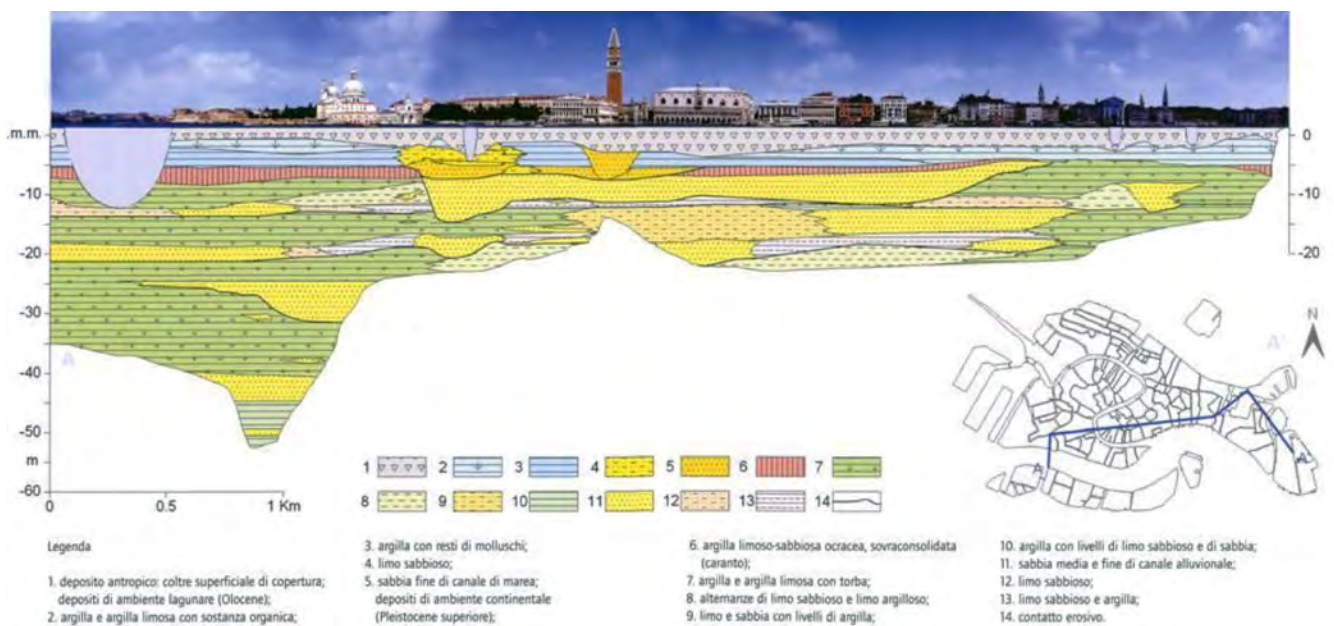 .m.m.
0
0
-10
-10
-20
-20
-30
-40
-50
m
-60
0 0.5 1 Km
A
N
A'
A
A'
1 2 3 4 5 6 7
8 9 10 11 12 13 14
Legenda
1. deposito antropico: coltre superficiale di copertura;
depositi di ambiente lagunare (Olocene);
2. argilla e argilla limosa con sostanza organica;
3. argilla con resti di molluschi;
4. limo sabbioso;
5. sabbia fine di canale di marea;
depositi di ambiente continentale
(Pleistocene superiore);
6. argilla limoso-sabbiosa ocracea, sovraconsolidata
(caranto);
7. argilla e argilla limosa con torba;
8. alternanze di limo sabbioso e limo argilloso;
9. limo e sabbia con livelli di argilla;
10. argilla con livelli di limo sabbioso e di sabbia;
11. sabbia media e fine di canale alluvionale;
12. limo sabbioso;
13. limo sabbioso e argilla;
14. contatto erosivo.